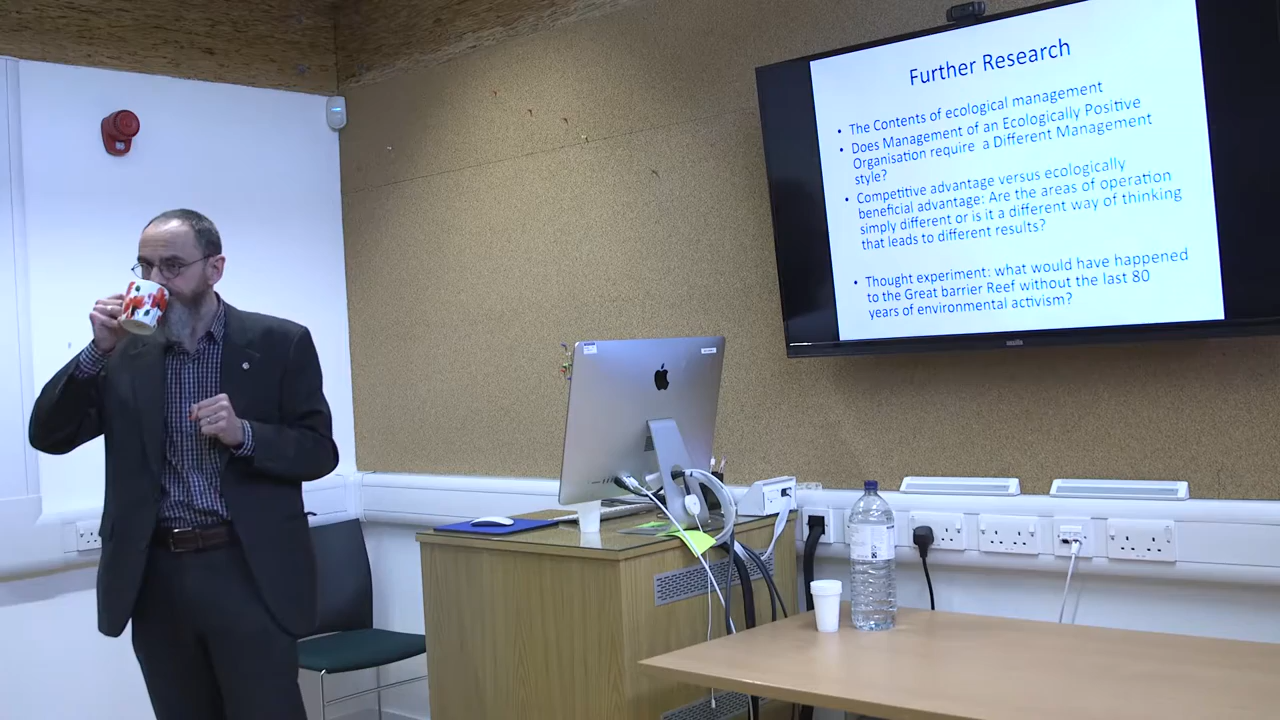 Further Research
• The Contents of ecological management
• Does Management of an Ecologically Positive
Organisation require a Different Management
style?
• Competitive advantage versus ecologically
beneficial advantage: Are the areas of operation
simply different or is it a different way of thinking
that leads to different results?
• Thought experiment: what would have happened
to the Great barrier Reef without the last 80
years of environmental activism?